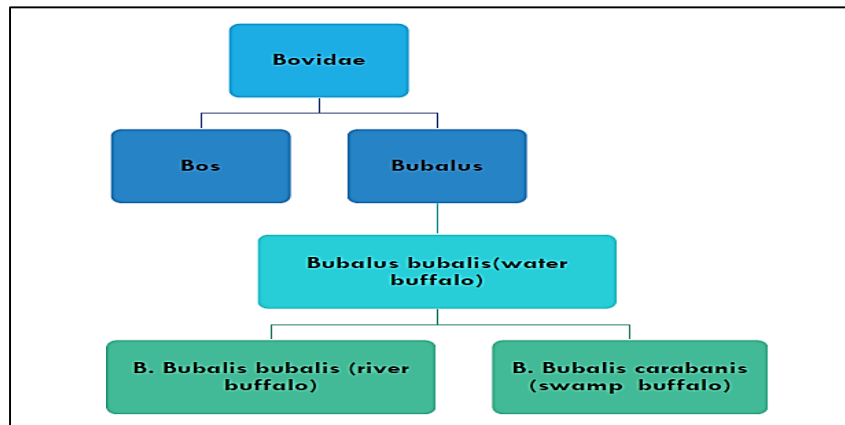 Bovidae
Bos
Bubalus
Bubalus bubalis(water
buffalo)
B. Bubalis bubalis (river
buffalo)
B. Bubalis carabanis
(swamp buffalo)